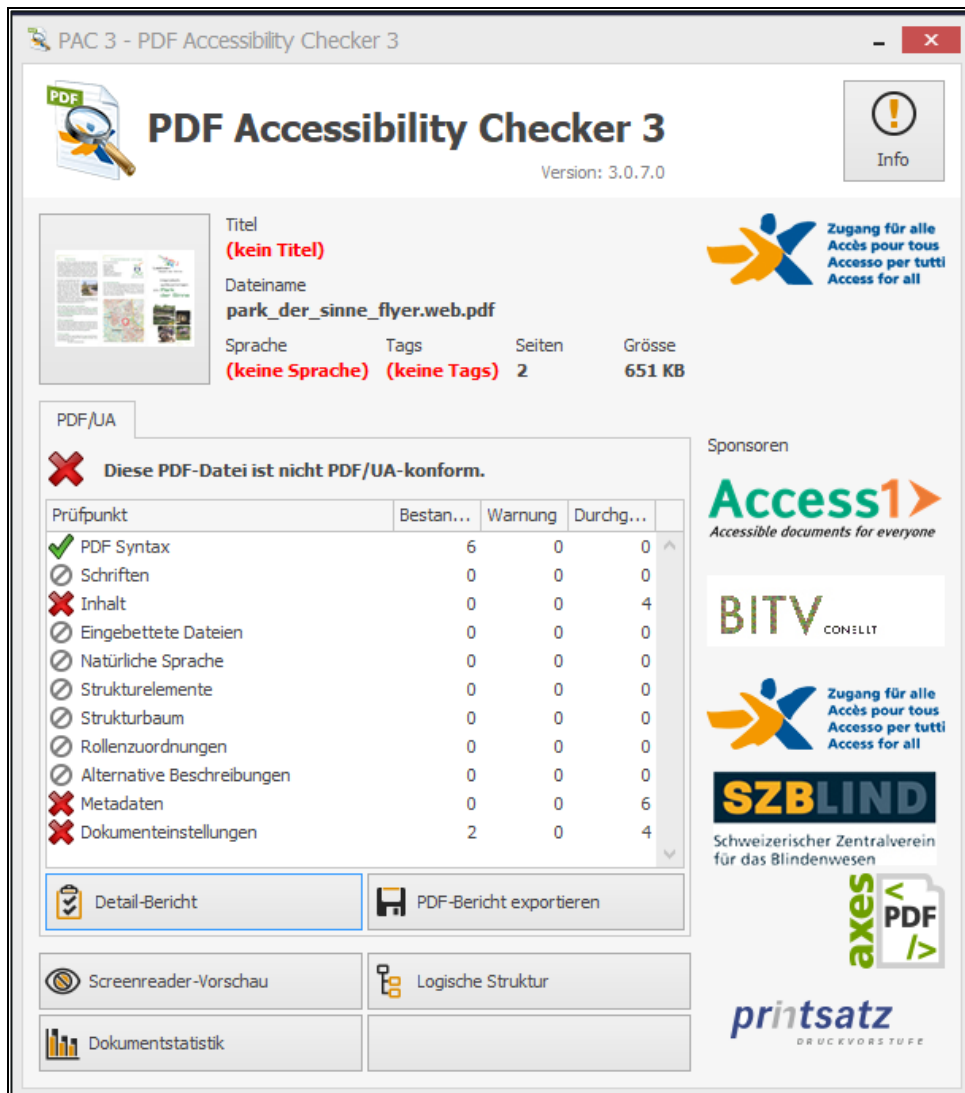 PAC 3 - PDF Accessibility Checker 3
PDF
PDF Accessibility Checker 3
Version: 3.0.7.0
Info
Titel
(kein Titel)
Dateiname
park_der_sinne_flyer.web.pdf
Sprache Tags Seiten Grösse
(keine Sprache) (keine Tags) 2 651 KB
Zugang für alle
Accès pour tous
Accesso per tutti
Access for all
PDF/UA
Diese PDF-Datei ist nicht PDF/UA-konform.
Prüfpunkt Bestan... Warnung Durchg...
PDF Syntax 6 0 0
Schriften 0 0 0
Inhalt 0 0 4
Eingebettete Dateien 0 0 0
Natürliche Sprache 0 0 0
Strukturelemente 0 0 0
Strukturbaum 0 0 0
Rollenzuordnungen 0 0 0
Alternative Beschreibungen 0 0 0
Metadaten 0 0 6
Dokumenteinstellungen 2 0 4
Detail-Bericht
PDF-Bericht exportieren
Screenreader-Vorschau
Logische Struktur
Dokumentstatistik
Sponsoren
Access1
Accessible documents for everyone
BITV CONELLT
Zugang für alle
Accès pour tous
Accesso per tutti
Access for all
SZBLIND
Schweizerischer Zentralverein
für das Blindenwesen
axes
< PDF />
printsatz
DRUCKVORSTUFE